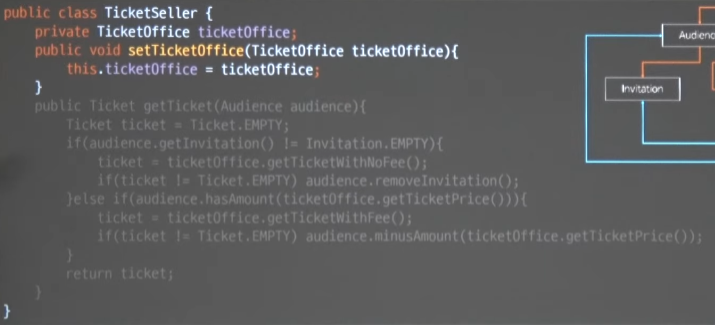 public class TicketSeller {
private TicketOffice ticketOffice;
public void setTicketOffice(TicketOffice ticketOffice){
this.ticketOffice = ticketOffice;
}
public Ticket getTicket(Audience audience){
Ticket ticket = Ticket.EMPTY;
if(audience.getInvitation() != Invitation.EMPTY){
ticket = ticketOffice.getTicketWithNoFee();
if(ticket != Ticket.EMPTY) audience.removeInvitation();
}else if(audience.hasAmount(ticketOffice.getTicketPrice())){
ticket = ticketOffice.getTicketWithFee();
if(ticket != Ticket.EMPTY) audience.minusAmount(ticketOffice.getTicketPrice());
}
return ticket;
}
}
Audienc
Invitation